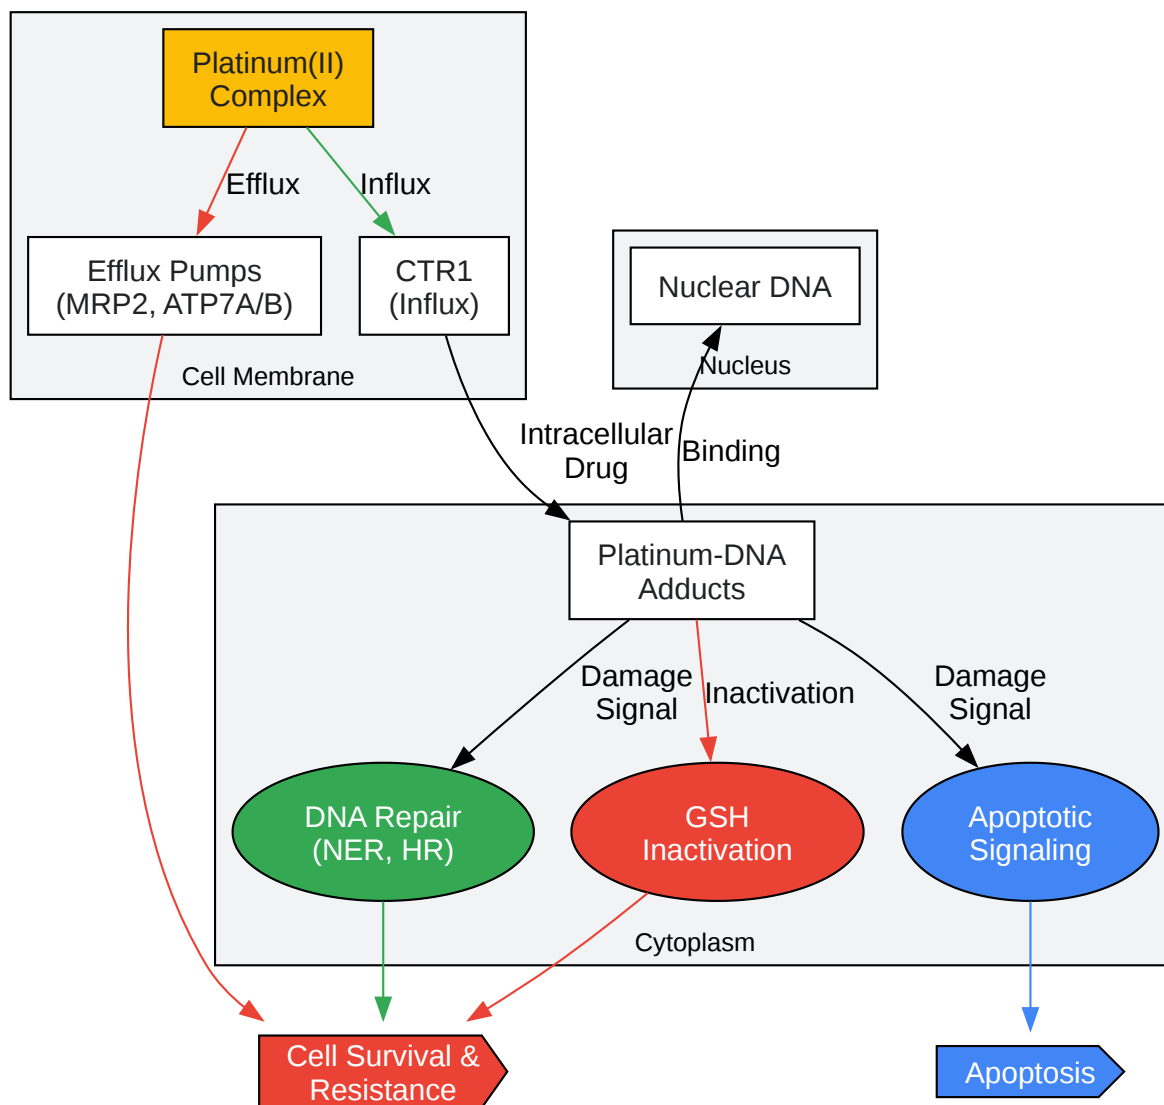 Platinum(II)
Complex
Efflux
Influx
Efflux Pumps
(MRP2, ATP7A/B)
CTR1
(Influx)
Cell Membrane
Nuclear DNA
Nucleus
Intracellular
Drug
Binding
Platinum-DNA
Adducts
Damage
Signal
Inactivation
Damage
Signal
DNA Repair
(NER, HR)
GSH
Inactivation
Apoptotic
Signaling
Cytoplasm
Cell Survival &
Resistance
Apoptosis